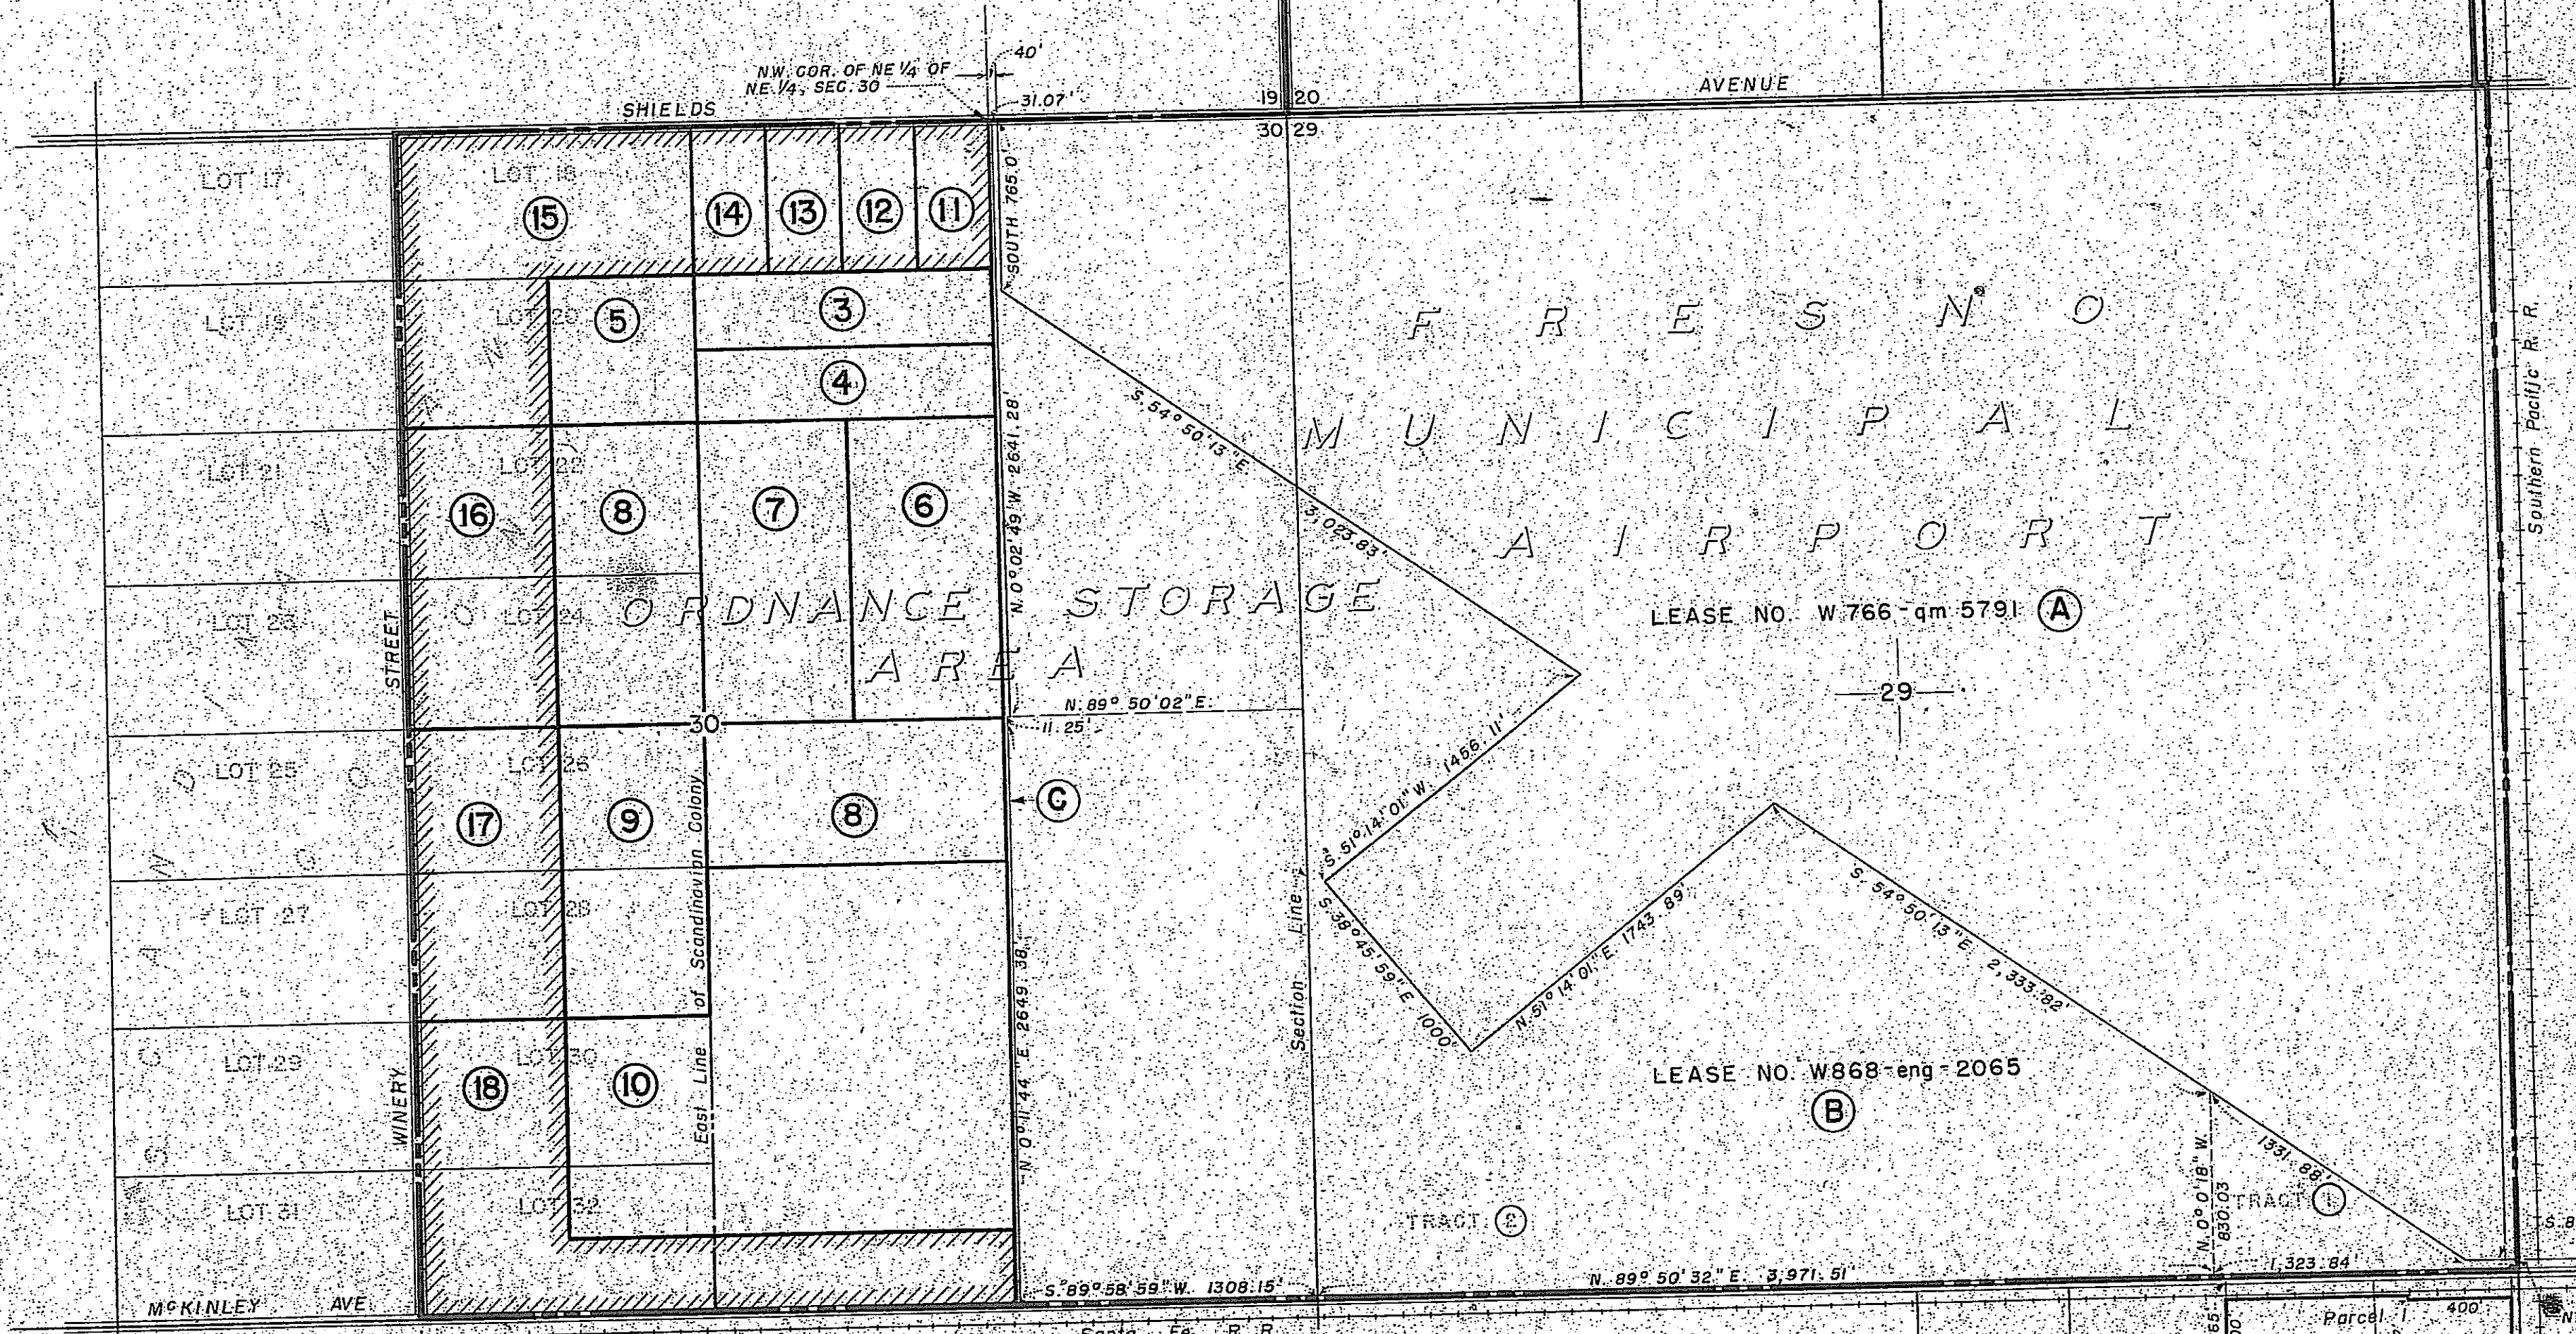 40'
NW. COR. OF NE 1/4 OF
NE. 1/4, SEC. 30
31.07'
SHIELDS
AVENUE
19 20
30 29
LOT 17
LOT 18
15
14
13
12
11
SOUTH 765.0'
LOT 19
5
3
4
F R E S N O
M U N I C I P A L
A I R P O R T
Southern Pacific R. R.
S. 54° 50' 13" E
3,023.83'
N. 0° 02' 49" W. 2641.28'
LOT 21
LOT 22
16
8
7
6
LOT 23
LOT 24
ORDNANCE STORAGE
AREA
LEASE NO. W 766-qm 5791 A
29
STREET
N. 89° 50' 02" E.
11.25'
30
LOT 25
LOT 26
17
9
8
C
S. 51° 14' 01" W. 1456.11'
LOT 27
LOT 28
East Line of Scandinavian Colony
Section Line
S. 38° 45' 59" E 1000'
N. 51° 14' 01" E 1743.89'
S. 54° 50' 13" E 2,333.82'
N 0° 11' 44" E. 2649.38'
LOT 29
LOT 30
18
10
WINERY
LEASE NO. W868-eng-2065
B
N. 0° 0' 18" W.
830.03
1331.88'
TRACT 1
TRACT 2
LOT 31
LOT 32
S. 8
S. 89° 58' 59" W. 1308.15'
N. 89° 50' 32" E. 3,971.51'
1,323.84'
McKINLEY AVE
Santa Fe R. R.
Parcel 1
400